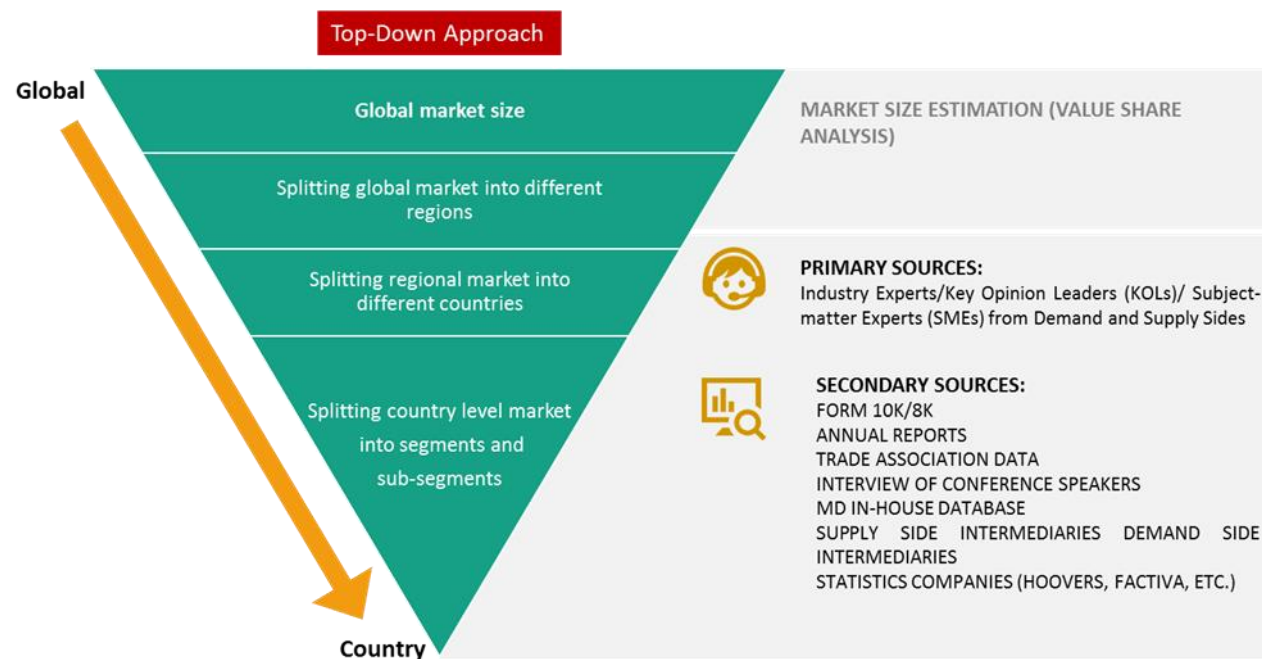 Top-Down Approach
Global
Global market size
Splitting global market into different
regions
Splitting regional market into
different countries
Splitting country level market
into segments and
sub-segments
Country
MARKET SIZE ESTIMATION (VALUE SHARE
ANALYSIS)
PRIMARY SOURCES:
Industry Experts/Key Opinion Leaders (KOLs)/ Subject-
matter Experts (SMEs) from Demand and Supply Sides
SECONDARY SOURCES:
FORM 10K/8K
ANNUAL REPORTS
TRADE ASSOCIATION DATA
INTERVIEW OF CONFERENCE SPEAKERS
MD IN-HOUSE DATABASE
SUPPLY SIDE INTERMEDIARIES DEMAND SIDE
INTERMEDIARIES
STATISTICS COMPANIES (HOOVERS, FACTIVA, ETC.)